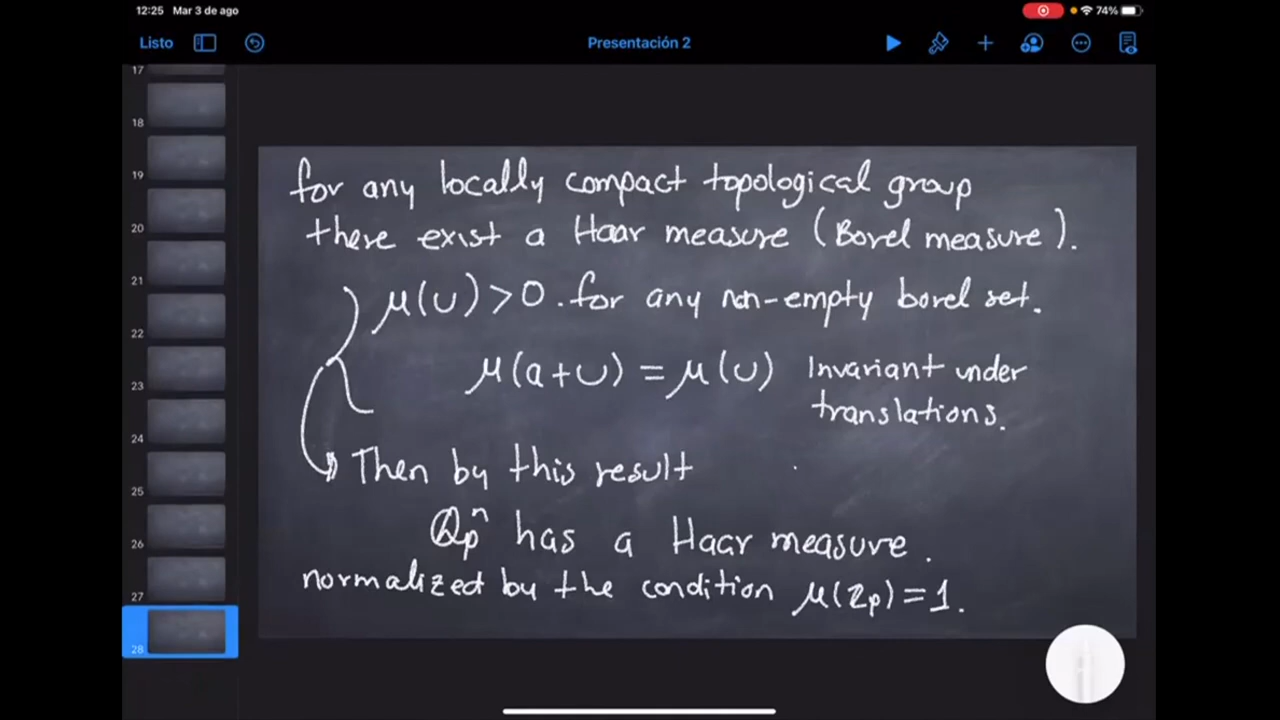 12:25 Mar 3 de ago
74%
Listo
Presentación 2
17
18
19
20
21
22
23
24
25
26
27
28
for any locally compact topological group
there exist a Haar measure (Borel measure).
μ(U)>0. for any non-empty borel set.
μ(a+U)=μ(U) Invariant under
translations.
Then by this result
Qpⁿ has a Haar measure.
normalized by the condition μ(Zp)=1.